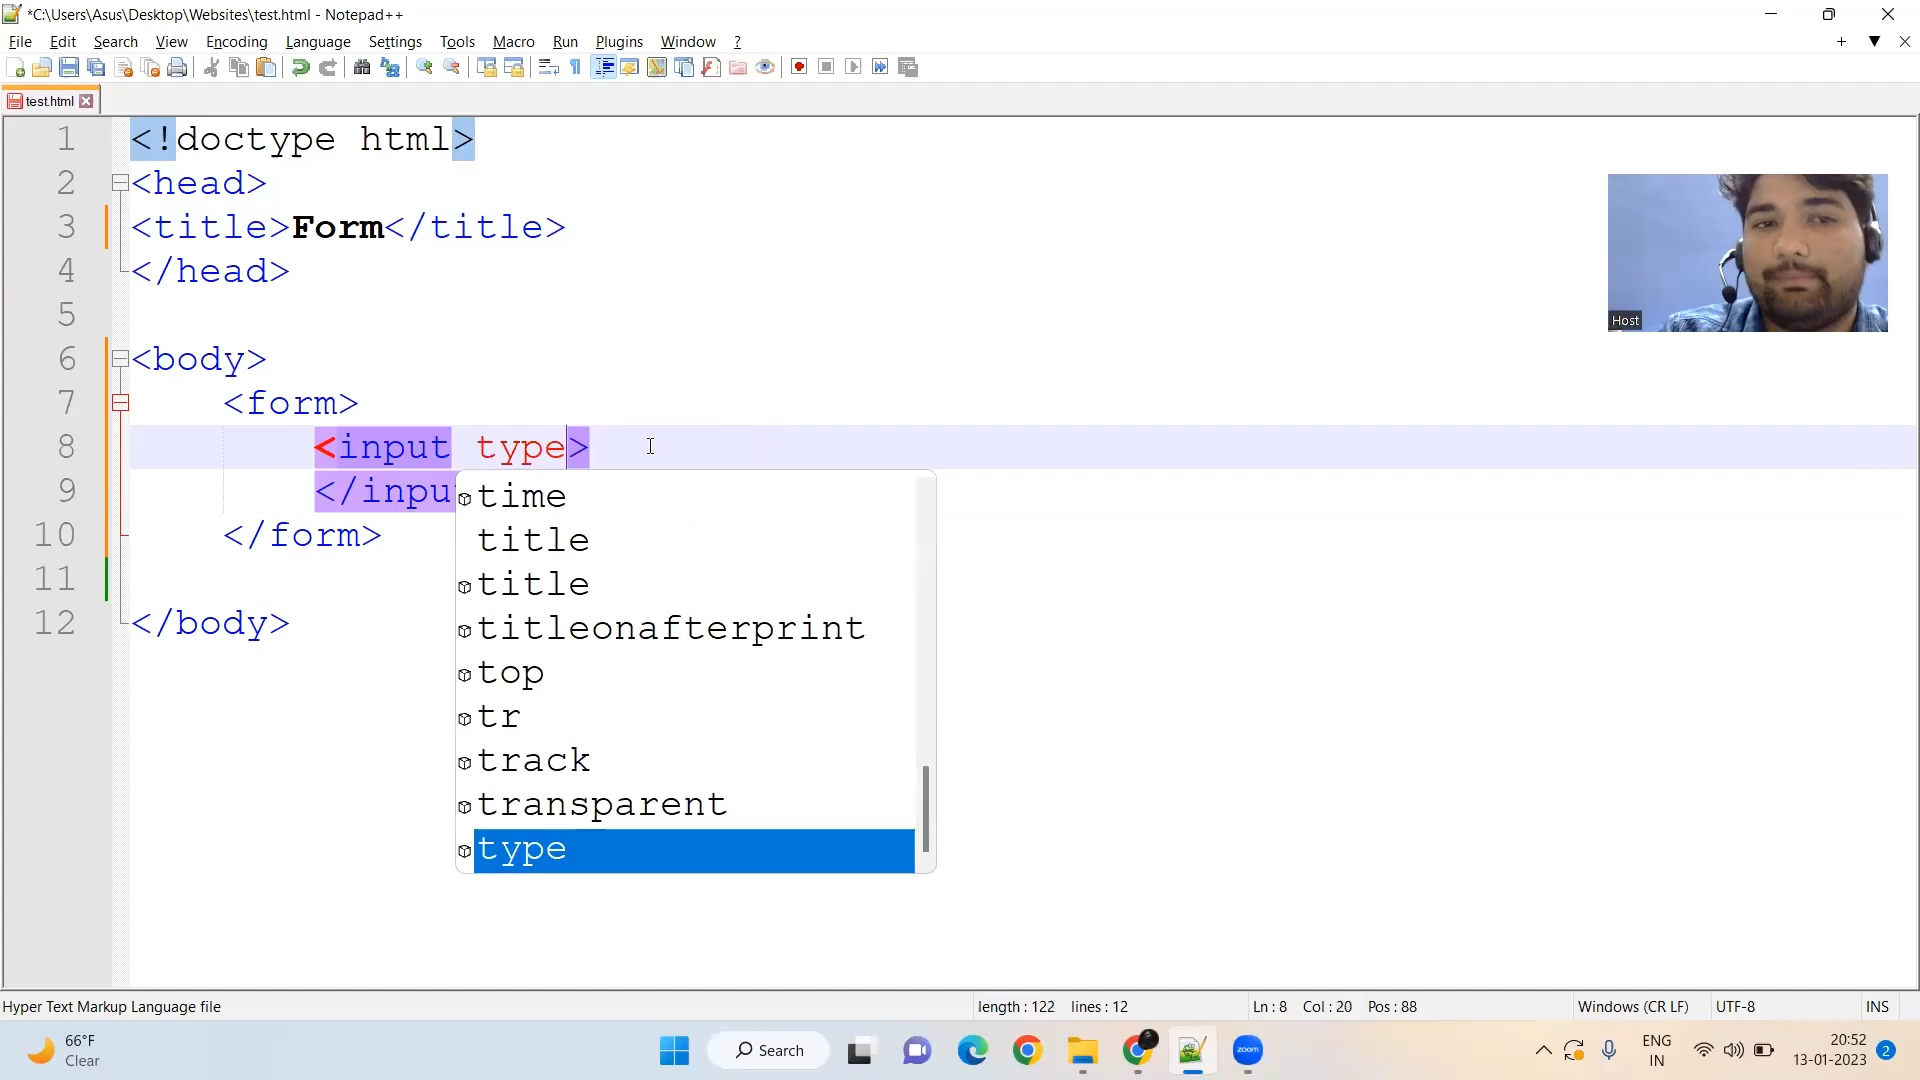 *C:\Users\Asus\Desktop\Websites\test.html - Notepad++
File Edit Search View Encoding Language Settings Tools Macro Run Plugins Window ?
test.html
1 <!doctype html>
2 <head>
3 <title>Form</title>
4 </head>
5
6 <body>
7 <form>
8 <input type>
9 </inpu
10 </form>
11
12 </body>
time
title
title
titleonafterprint
top
tr
track
transparent
type
Host
Hyper Text Markup Language file length : 122 lines : 12 Ln : 8 Col : 20 Pos : 88 Windows (CR LF) UTF-8 INS
66°F
Clear
Search
zoom
ENG
IN
20:52
13-01-2023
2